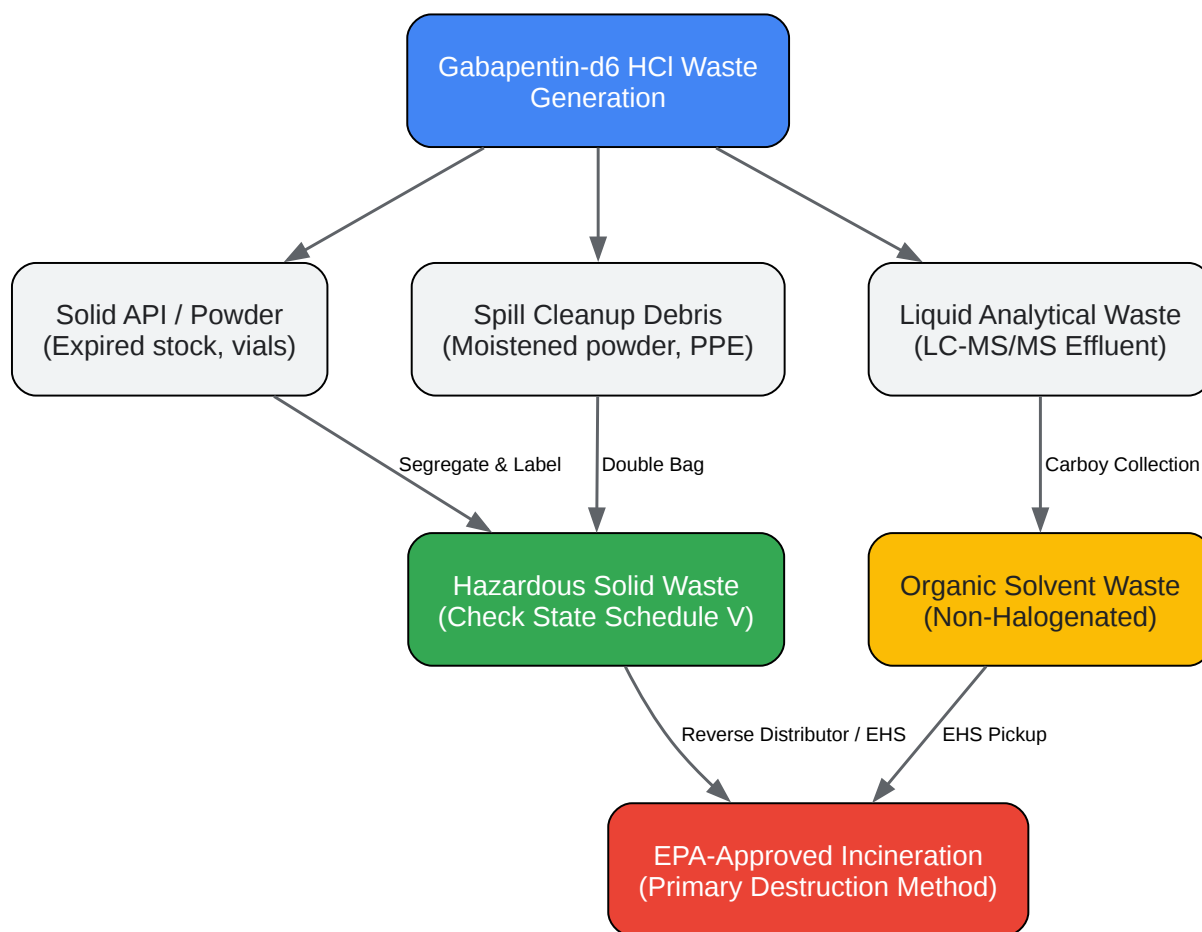 Gabapentin-d6 HCl Waste
Generation
Solid API / Powder
(Expired stock, vials)
Spill Cleanup Debris
(Moistened powder, PPE)
Liquid Analytical Waste
(LC-MS/MS Effluent)
Segregate & Label
Double Bag
Carboy Collection
Hazardous Solid Waste
(Check State Schedule V)
Organic Solvent Waste
(Non-Halogenated)
Reverse Distributor / EHS
EHS Pickup
EPA-Approved Incineration
(Primary Destruction Method)